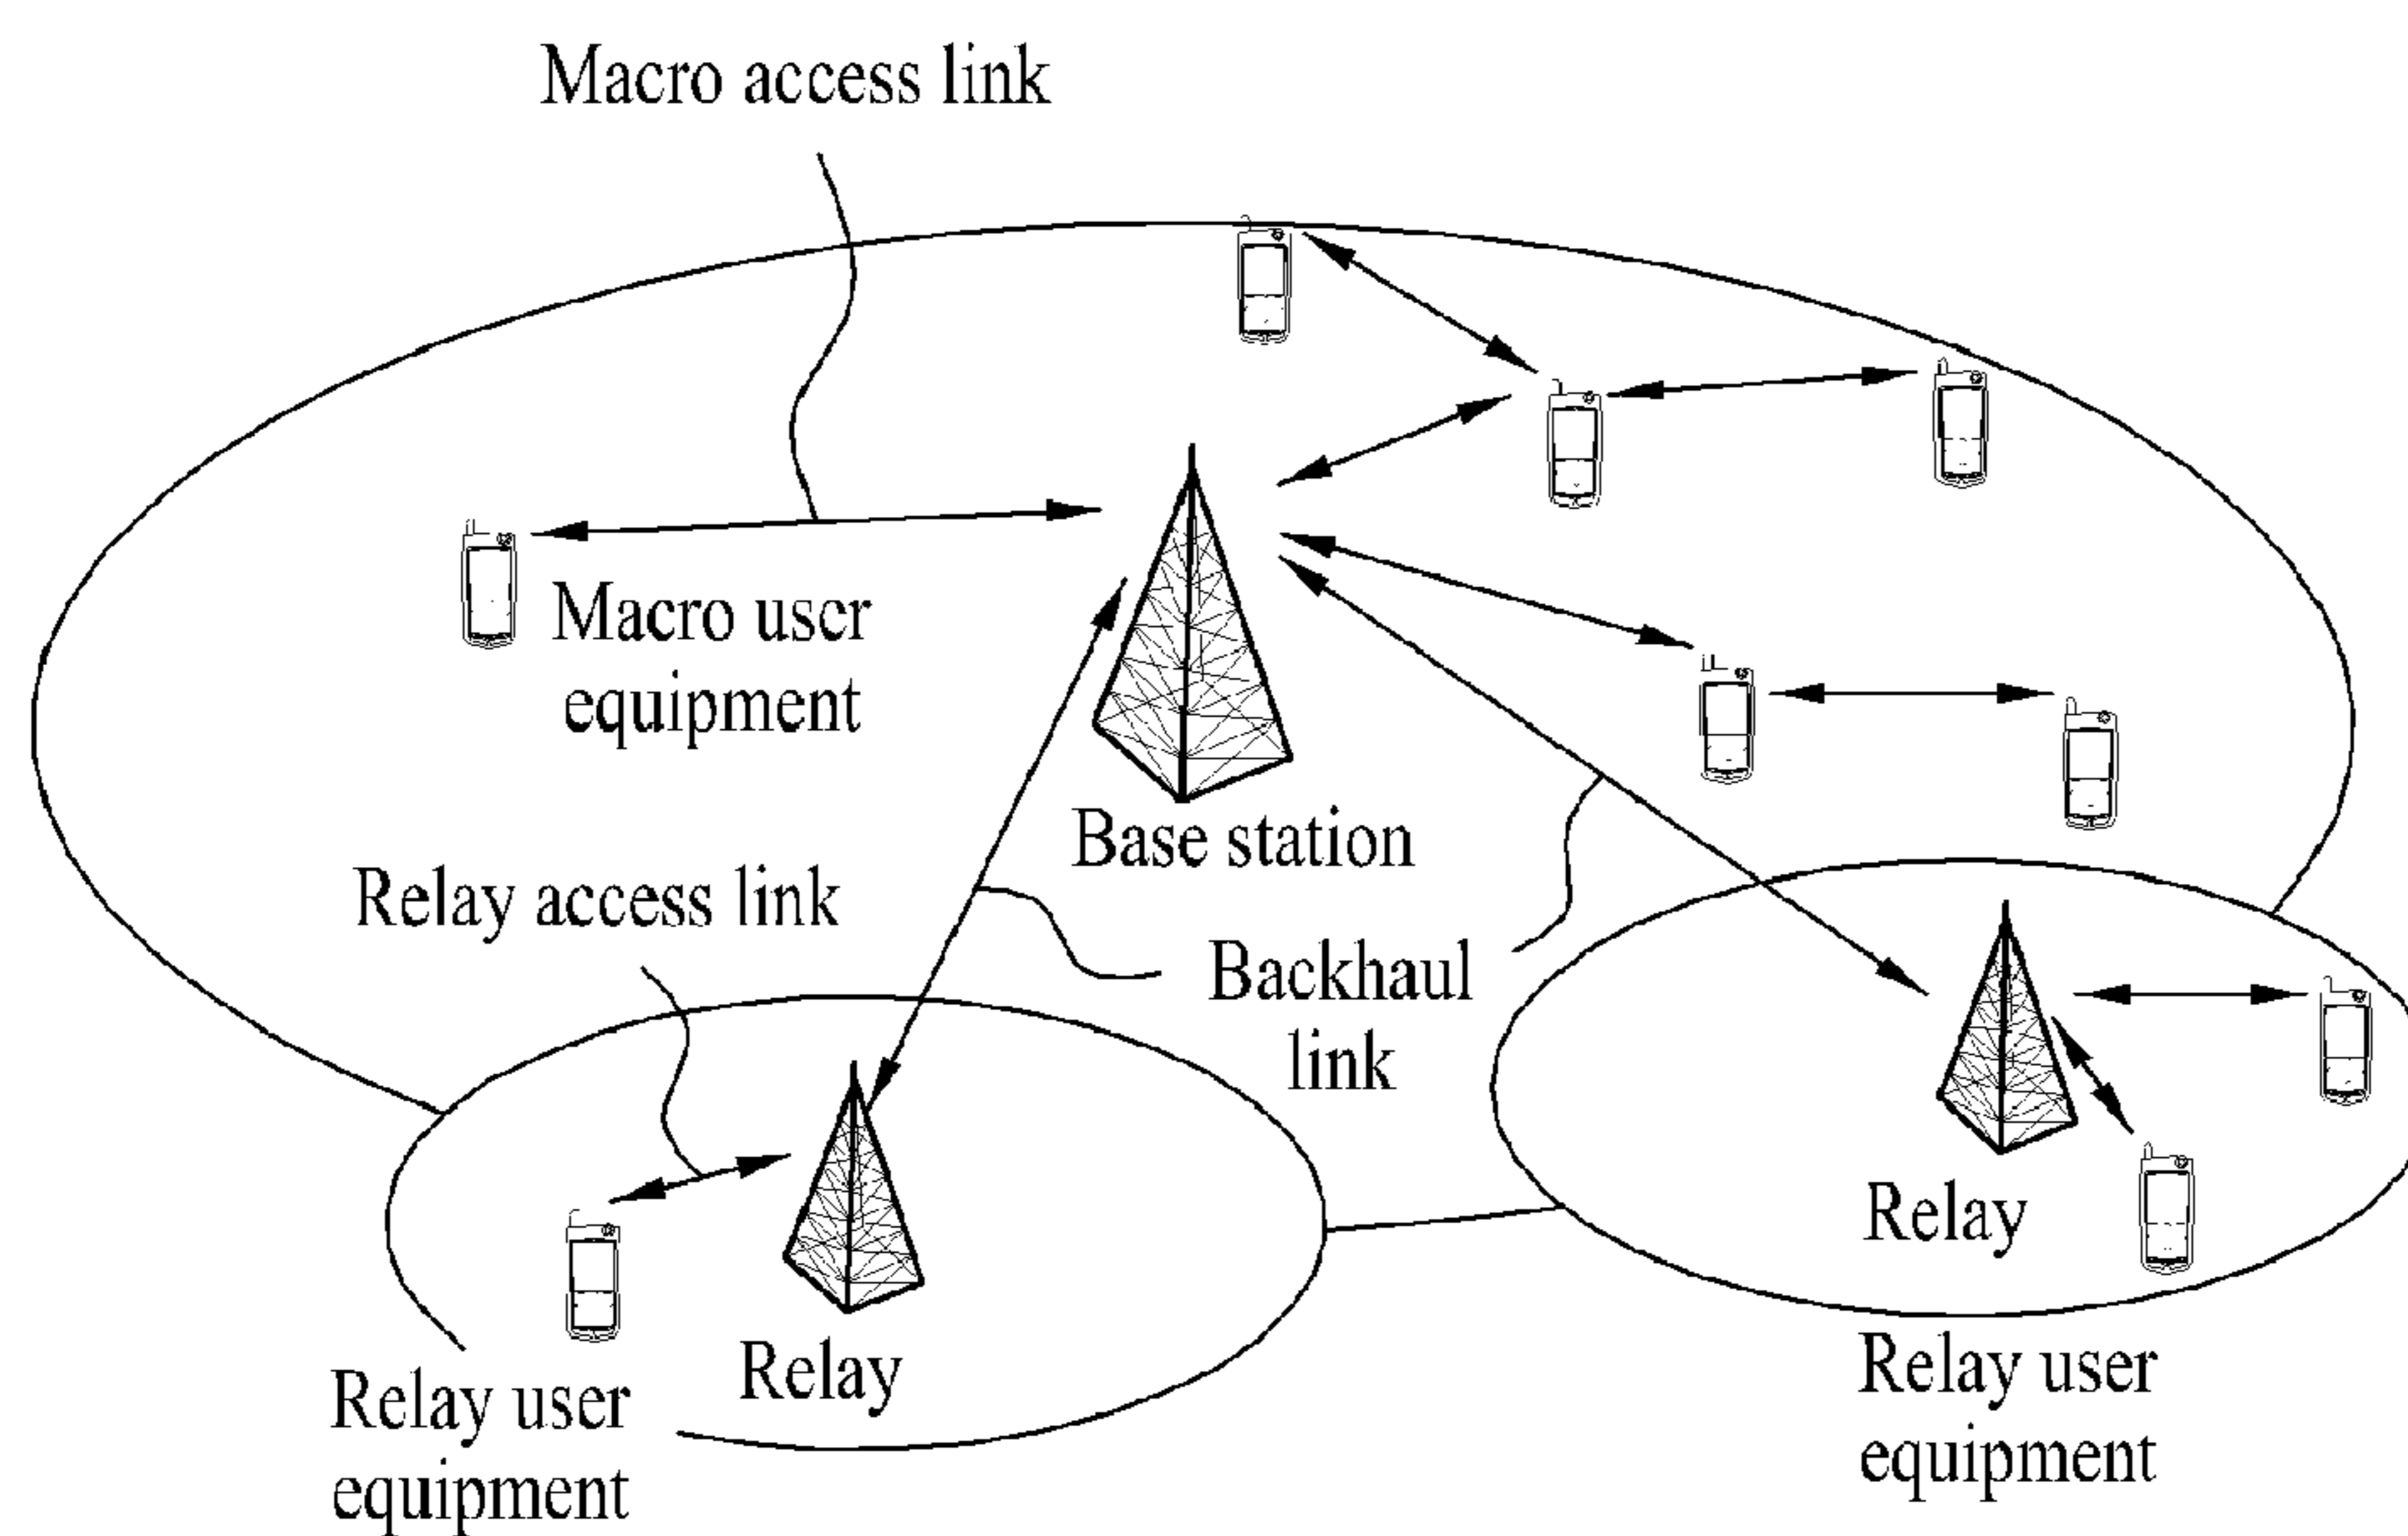 Macro access link
Macro user
equipment
Base station
Relay access link
Backhaul
link
Relay
Relay
Relay user
equipment
Relay user
equipment